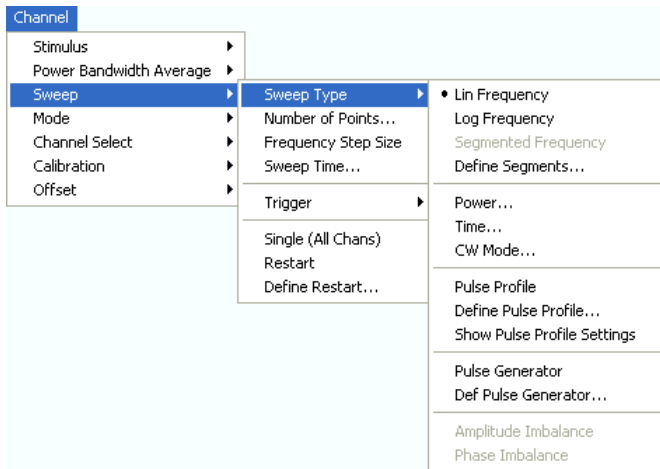 Channel
Stimulus
Power Bandwidth Average
Sweep
Mode
Channel Select
Calibration
Offset
Sweep Type
Number of Points...
Frequency Step Size
Sweep Time...
Trigger
Single (All Chans)
Restart
Define Restart...
Lin Frequency
Log Frequency
Segmented Frequency
Define Segments...
Power...
Time...
CW Mode...
Pulse Profile
Define Pulse Profile...
Show Pulse Profile Settings
Pulse Generator
Def Pulse Generator...
Amplitude Imbalance
Phase Imbalance